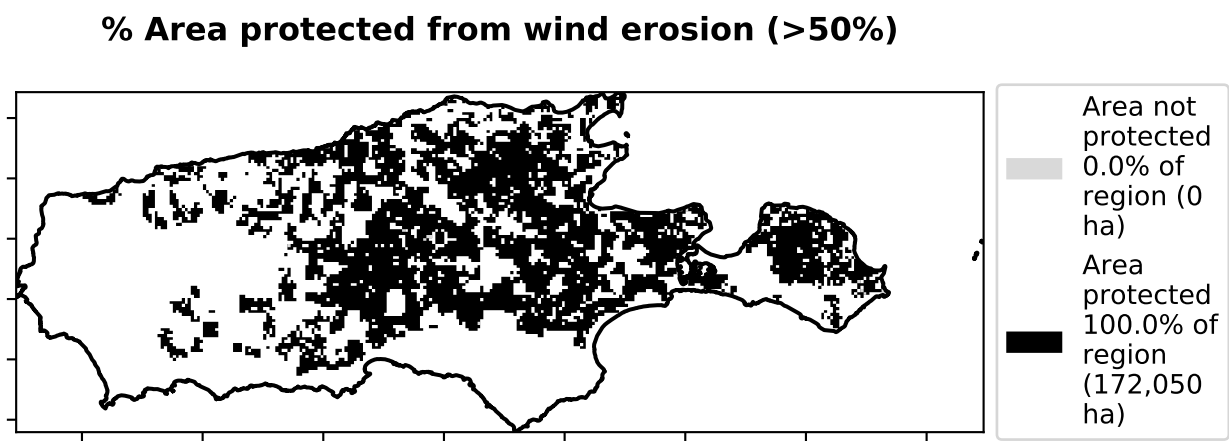 % Area protected from wind erosion (>50%)
Area not
protected
0.0% of
region (0
ha)
Area
protected
100.0% of
region
(172,050
ha)